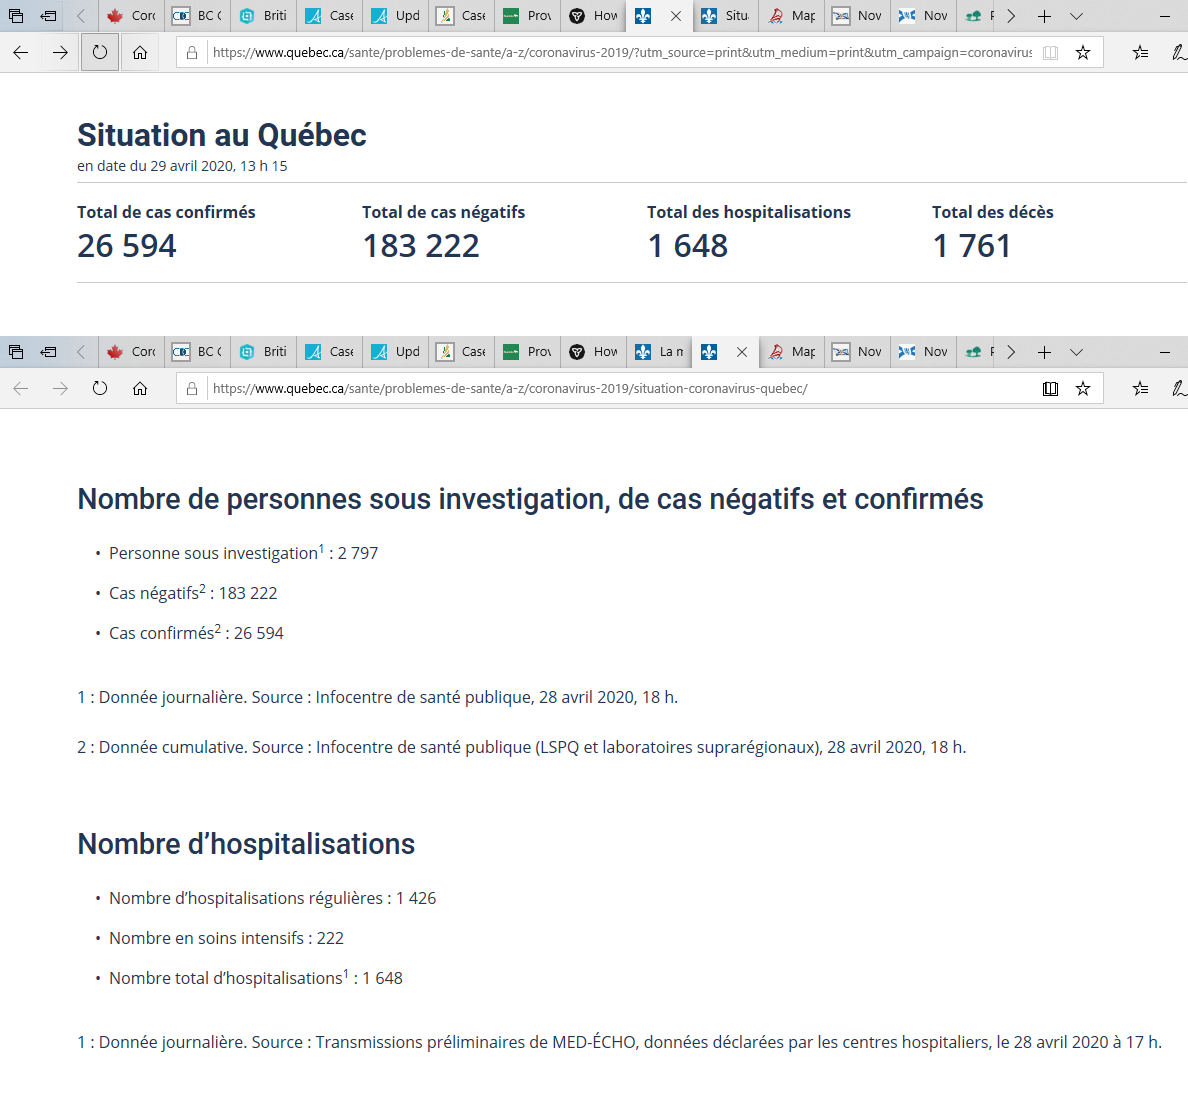 Corc
BC C
Briti
Case
Upd
Case
Prov
How
Situ
Map
Nov
Nov
https://www.quebec.ca/sante/problemes-de-sante/a-z/coronavirus-2019/?utm_source=print&utm_medium=print&utm_campaign=coronavirus
Situation au Québec
en date du 29 avril 2020, 13 h 15
Total de cas confirmés
26 594
Total de cas négatifs
183 222
Total des hospitalisations
1 648
Total des décès
1 761
Corc
BC C
Briti
Case
Upd
Case
Prov
How
La m
Map
Nov
Nov
https://www.quebec.ca/sante/problemes-de-sante/a-z/coronavirus-2019/situation-coronavirus-quebec/
Nombre de personnes sous investigation, de cas négatifs et confirmés
• Personne sous investigation1 : 2 797
• Cas négatifs2 : 183 222
• Cas confirmés2 : 26 594
1 : Donnée journalière. Source : Infocentre de santé publique, 28 avril 2020, 18 h.
2 : Donnée cumulative. Source : Infocentre de santé publique (LSPQ et laboratoires suprarégionaux), 28 avril 2020, 18 h.
Nombre d’hospitalisations
• Nombre d’hospitalisations régulières : 1 426
• Nombre en soins intensifs : 222
• Nombre total d’hospitalisations1 : 1 648
1 : Donnée journalière. Source : Transmissions préliminaires de MED-ÉCHO, données déclarées par les centres hospitaliers, le 28 avril 2020 à 17 h.